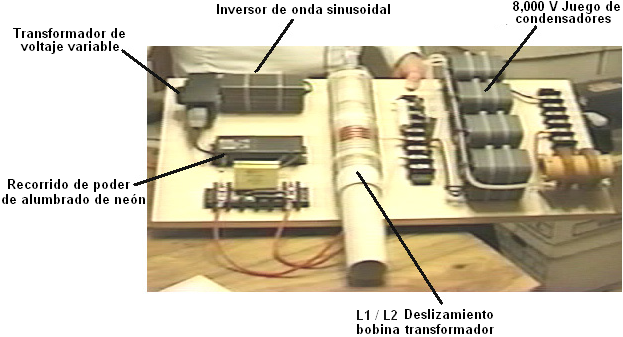 Inversor de onda sinusoidal
8,000 V Juego de
condensadores
Transformador de
voltaje variable
Recorrido de poder
de alumbrado de neón
L1 / L2 Deslizamiento
bobina transformador